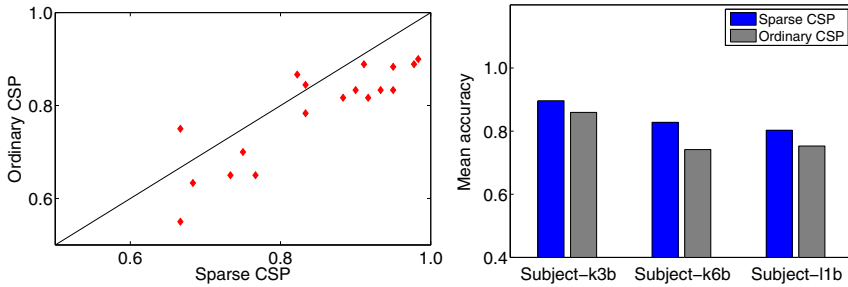 1.0
0.8
0.6
Ordinary CSP
0.6
0.8
1.0
Sparse CSP
Sparse CSP
Ordinary CSP
1.0
0.8
0.6
0.4
Mean accuracy
Subject-k3b
Subject-k6b
Subject-l1b